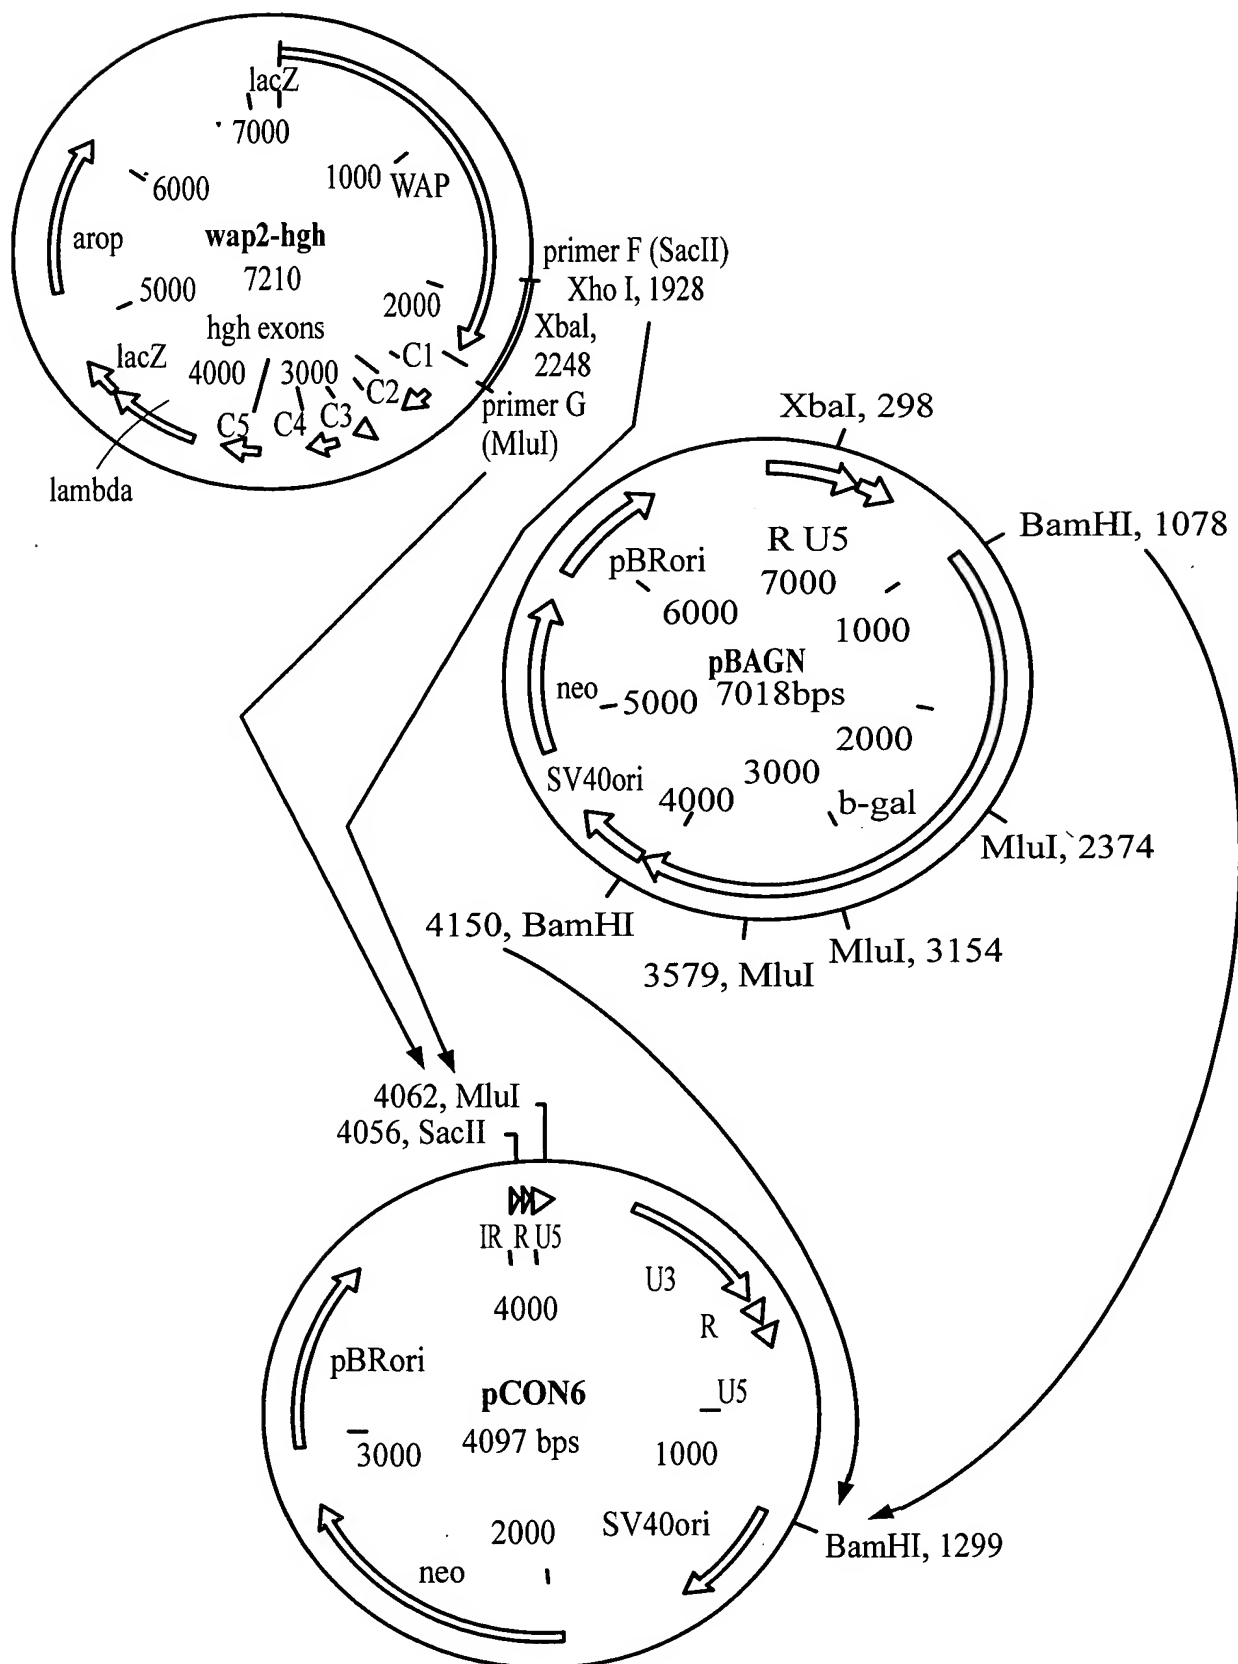 lacZ
7000
1000 WAP
6000
arop
wap2-hgh
7210
5000
2000
hgh exons
primer F (SacII)
Xho I, 1928
XbaI,
2248
lacZ
4000
3000
C1
C2
C3
C4
C5
primer G
(MluI)
lambda
XbaI, 298
BamHI, 1078
R U5
pBRori
7000
6000
1000
pBAGN
7018bps
neo
5000
2000
SV40ori
3000
4000
b-gal
MluI, 2374
4150, BamHI
MluI, 3154
3579, MluI
4062, MluI
4056, SacII
IR R U5
U3
4000
R
pBRori
pCON6
U5
4097 bps
3000
1000
2000
SV40ori
neo
BamHI, 1299